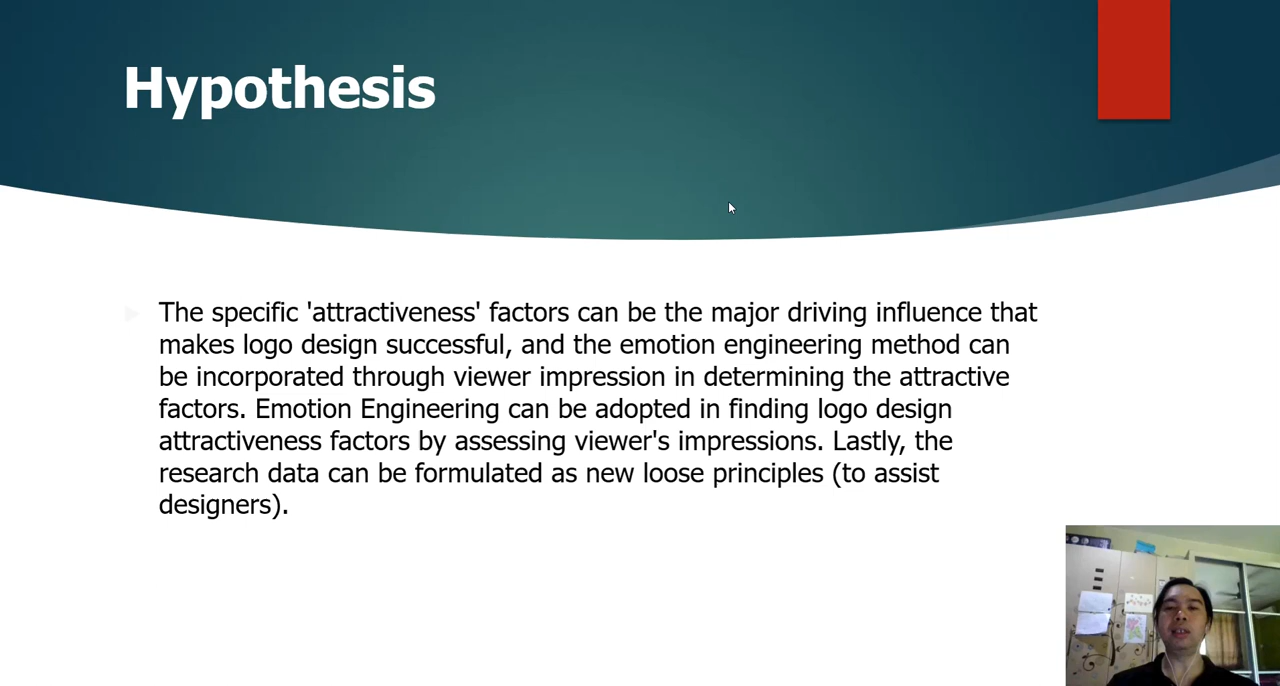 Hypothesis
The specific 'attractiveness' factors can be the major driving influence that
makes logo design successful, and the emotion engineering method can
be incorporated through viewer impression in determining the attractive
factors. Emotion Engineering can be adopted in finding logo design
attractiveness factors by assessing viewer's impressions. Lastly, the
research data can be formulated as new loose principles (to assist
designers).